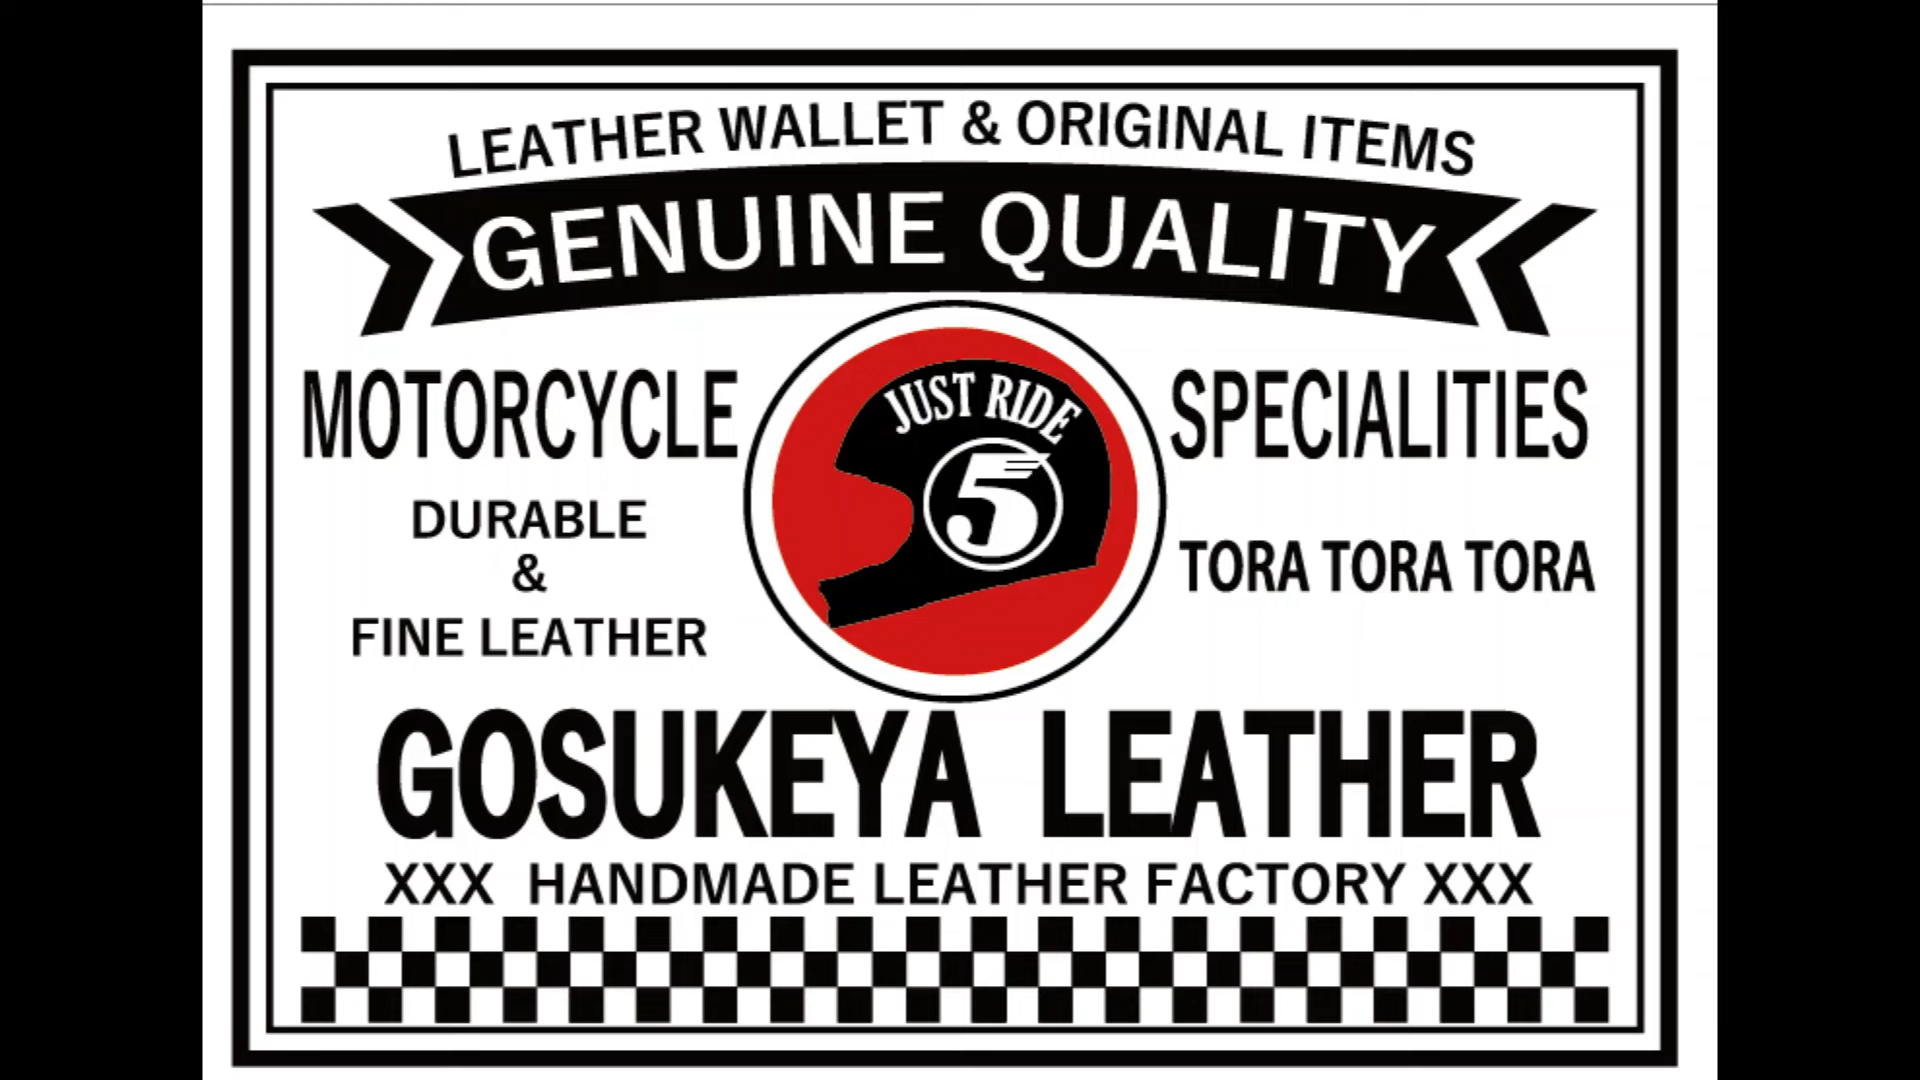 LEATHER WALLET & ORIGINAL ITEMS
GENUINE QUALITY
MOTORCYCLE
JUST RIDE
5
SPECIALITIES
DURABLE
&
FINE LEATHER
TORA TORA TORA
GOSUKEYA LEATHER
XXX HANDMADE LEATHER FACTORY XXX